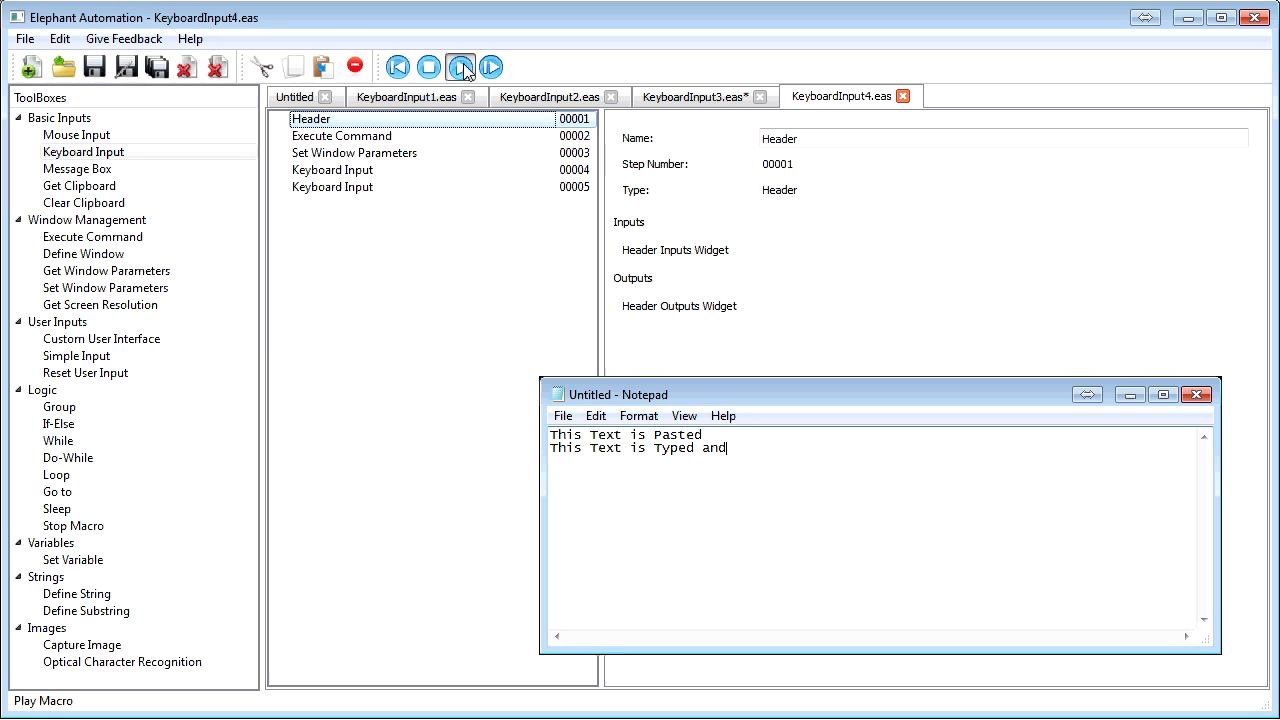 Elephant Automation - KeyboardInput4.eas
File Edit Give Feedback Help
ToolBoxes
Basic Inputs
Mouse Input
Keyboard Input
Message Box
Get Clipboard
Clear Clipboard
Window Management
Execute Command
Define Window
Get Window Parameters
Set Window Parameters
Get Screen Resolution
User Inputs
Custom User Interface
Simple Input
Reset User Input
Logic
Group
If-Else
While
Do-While
Loop
Go to
Sleep
Stop Macro
Variables
Set Variable
Strings
Define String
Define Substring
Images
Capture Image
Optical Character Recognition
Untitled KeyboardInput1.eas KeyboardInput2.eas KeyboardInput3.eas* KeyboardInput4.eas
Header 00001
Execute Command 00002
Set Window Parameters 00003
Keyboard Input 00004
Keyboard Input 00005
Name: Header
Step Number: 00001
Type: Header
Inputs
Header Inputs Widget
Outputs
Header Outputs Widget
Untitled - Notepad
File Edit Format View Help
This Text is Pasted
This Text is Typed and
Play Macro